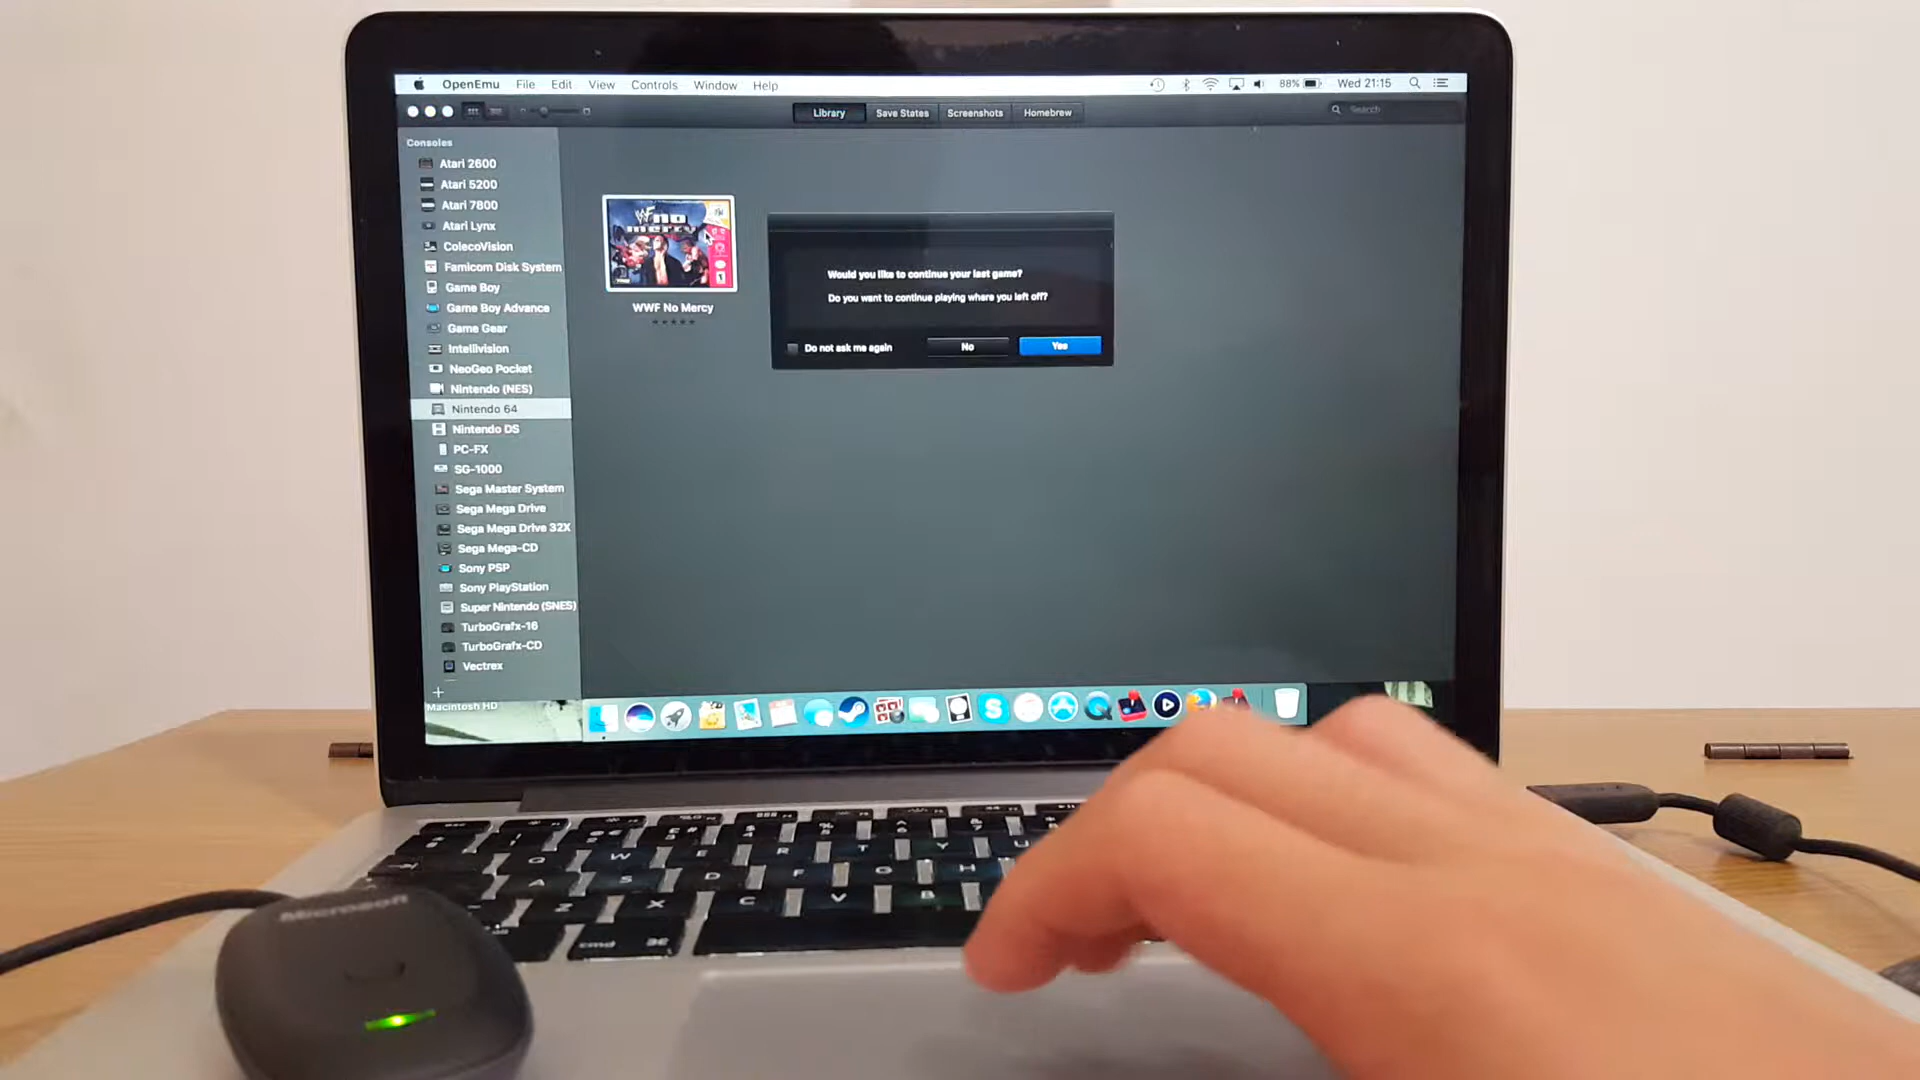 OpenEmu File Edit View Controls Window Help 88% Wed 21:15
Library Save States Screenshots Homebrew Search
Consoles
Atari 2600
Atari 5200
Atari 7800
Atari Lynx
ColecoVision
Famicom Disk System
Game Boy
Game Boy Advance
Game Gear
Intellivision
NeoGeo Pocket
Nintendo (NES)
Nintendo 64
Nintendo DS
PC-FX
SG-1000
Sega Master System
Sega Mega Drive
Sega Mega Drive 32X
Sega Mega-CD
Sony PSP
Sony PlayStation
Super Nintendo (SNES)
TurboGrafx-16
TurboGrafx-CD
Vectrex
WF no
mercy
WWF No Mercy
Would you like to continue your last game?
Do you want to continue playing where you left off?
Do not ask me again No Yes
Macintosh HD
Q W E R T Y U
A S D F G H
Z X C V B
cmd ⌘
Microsoft